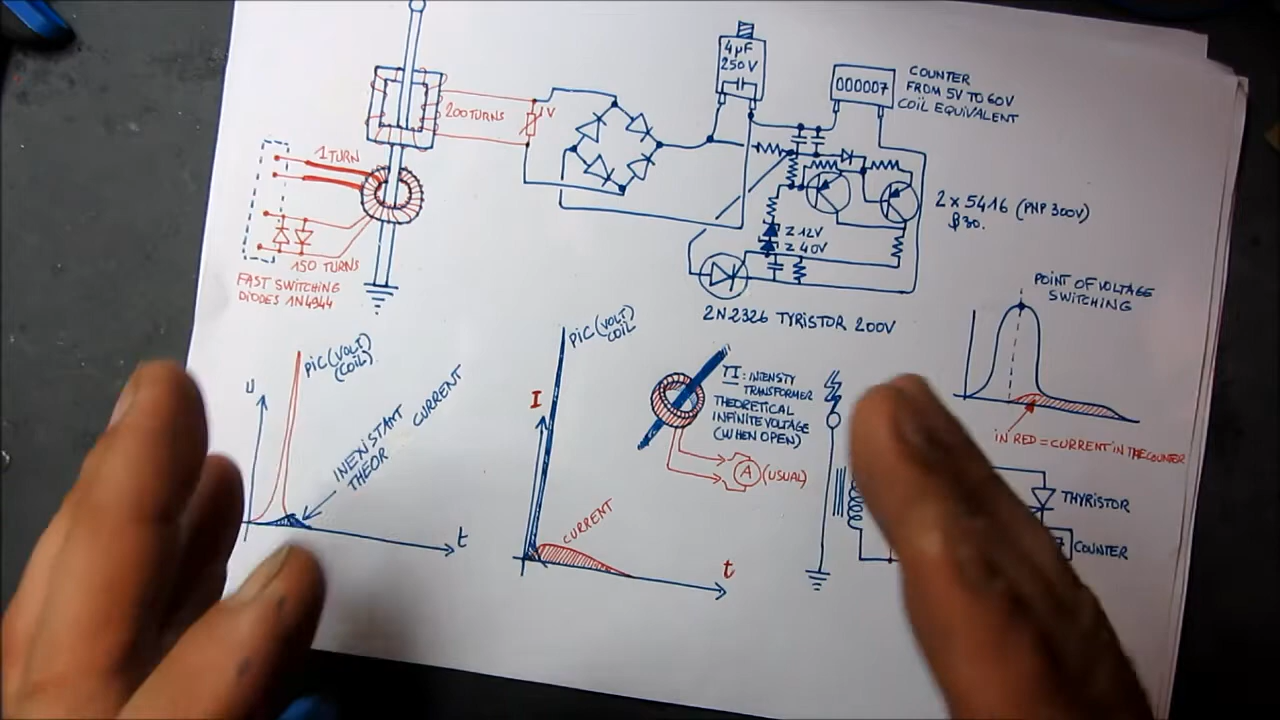 4µF
250V
000007
COUNTER
FROM 5V TO 60V
COIL EQUIVALENT
200 TURNS
V
1 TURN
2 x 5416 (PNP 300V)
$30.
Z 12V
Z 40V
150 TURNS
FAST SWITCHING
DIODES 1N4944
2N2326 TYRISTOR 200V
POINT OF VOLTAGE
SWITCHING
PIC (VOLT)
(COIL)
U
INEXISTANT CURRENT
THEOR
t
PIC (VOLT)
COIL
I
CURRENT
t
TI: INTENSITY
TRANSFORMER
THEORETICAL
INFINITE VOLTAGE
(WHEN OPEN)
A (USUAL)
IN RED = CURRENT IN THE COUNTER
THYRISTOR
7 COUNTER